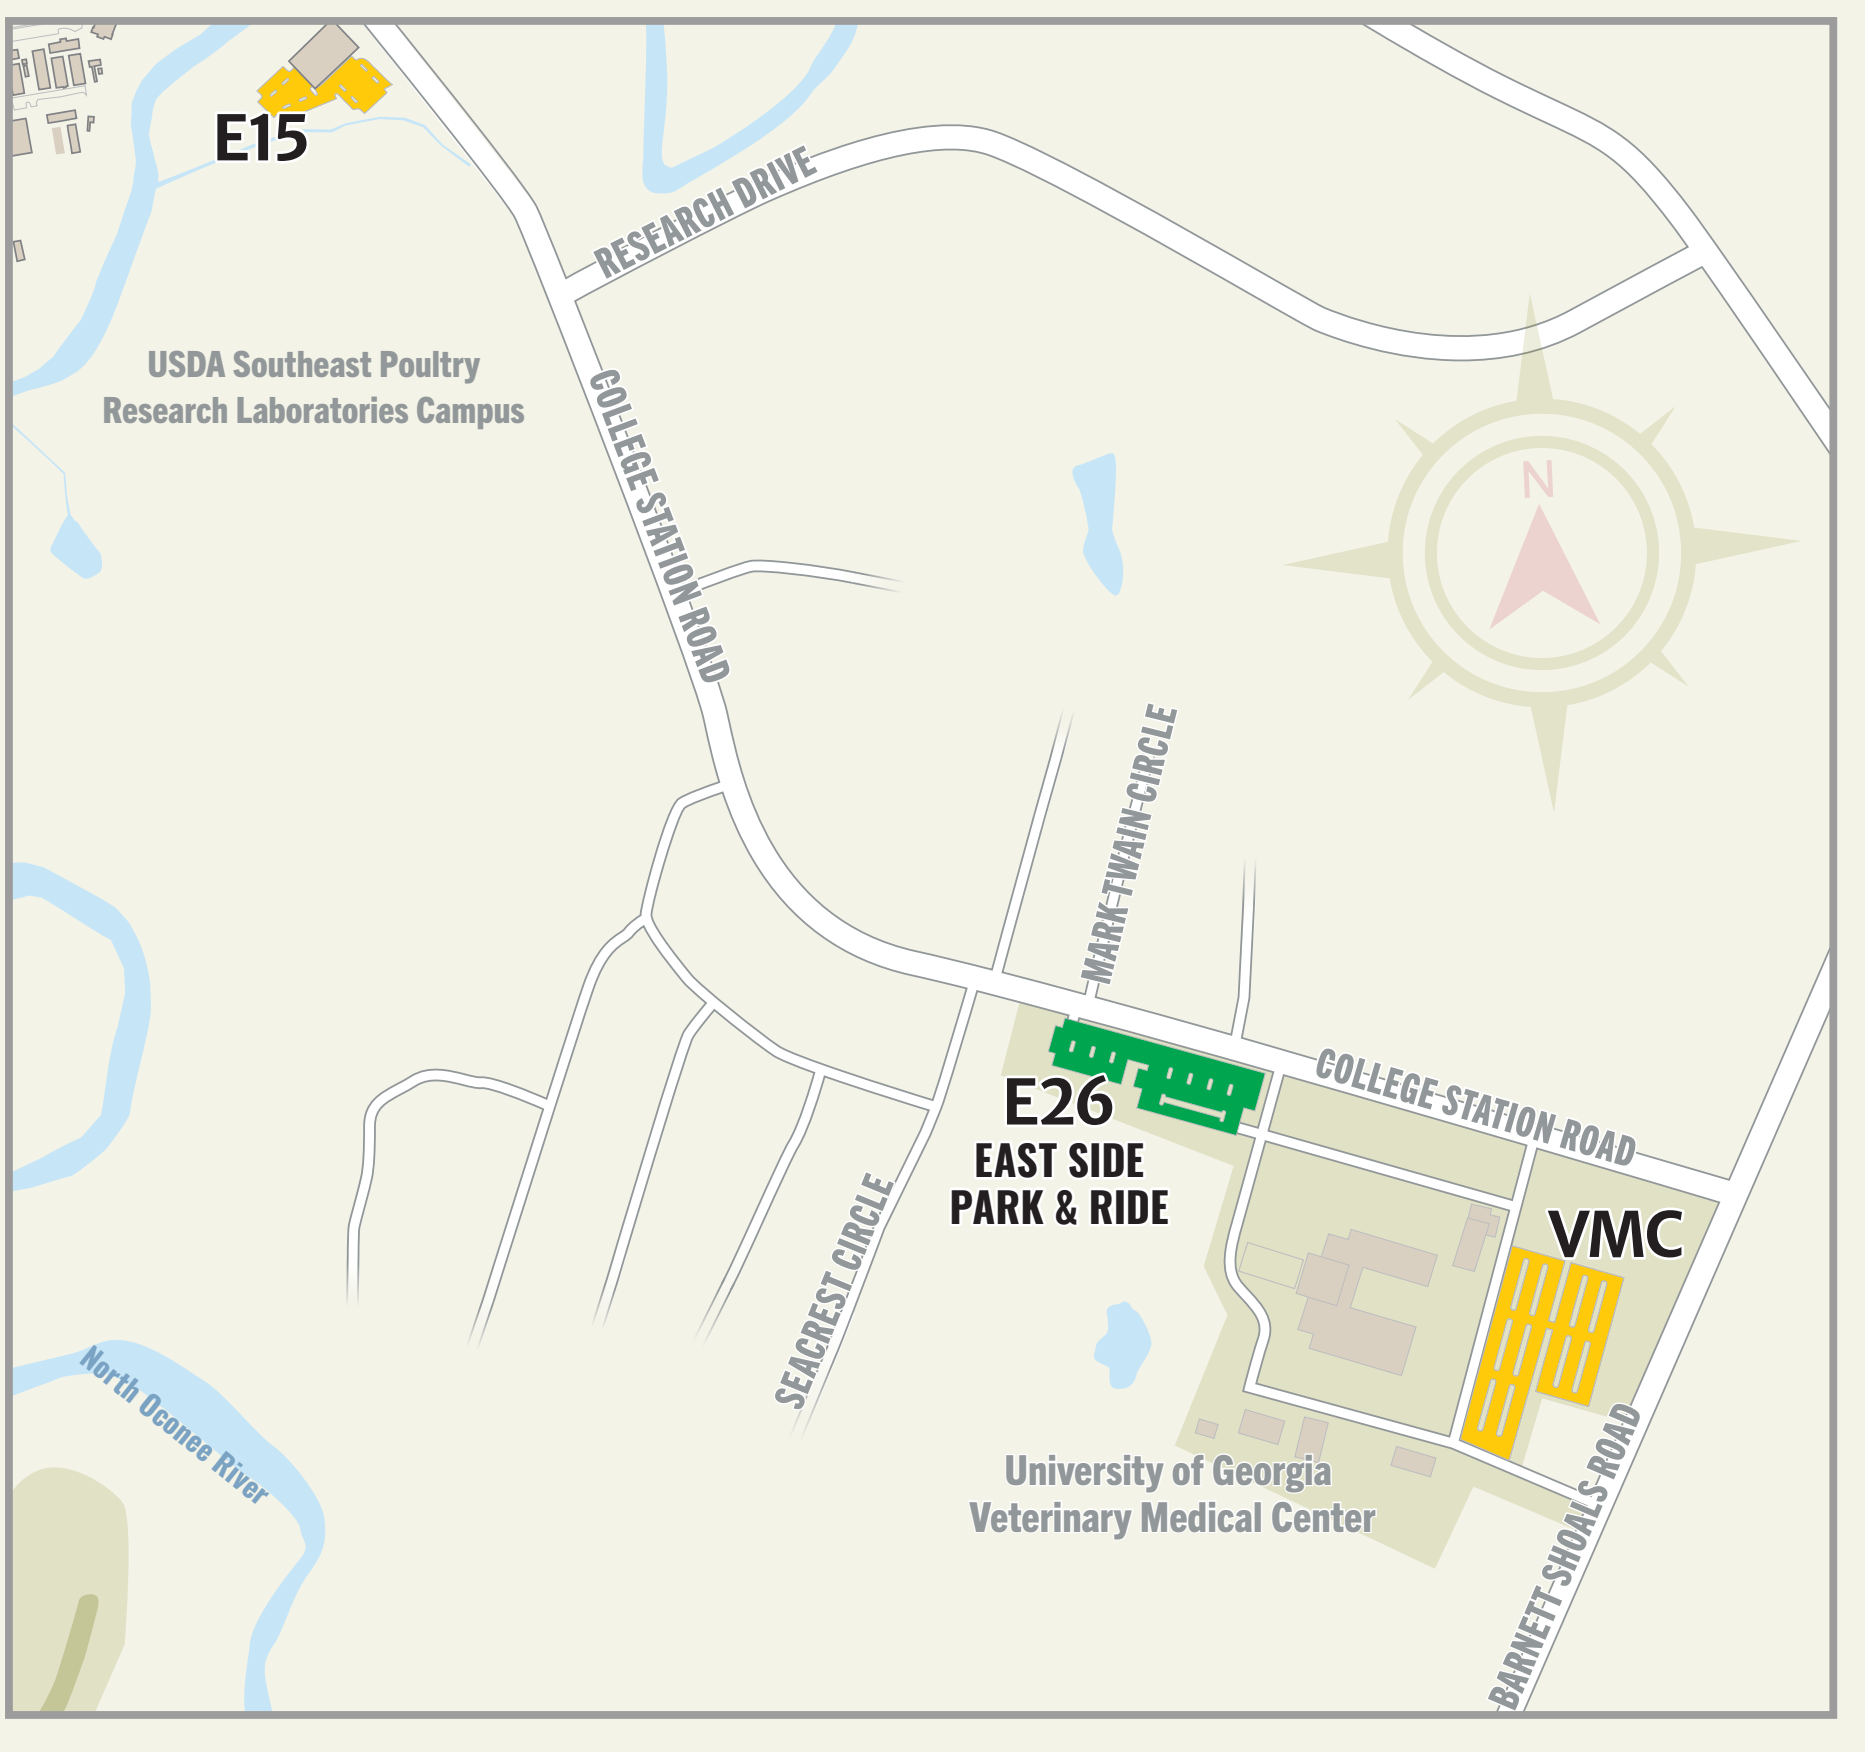 E15
RESEARCH DRIVE
USDA Southeast Poultry
Research Laboratories Campus
COLLEGE STATION ROAD
N
MARK TWAIN CIRCLE
COLLEGE STATION ROAD
E26
EAST SIDE
PARK & RIDE
VMC
SEACREST CIRCLE
North Oconee River
University of Georgia
Veterinary Medical Center
BARNETT SHOALS ROAD